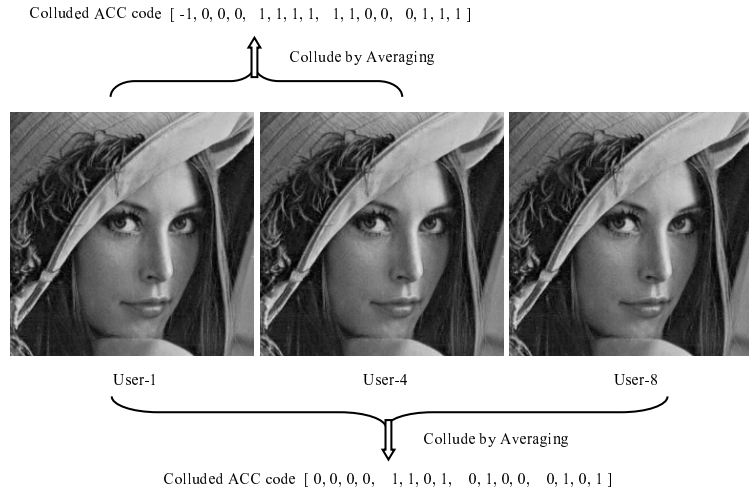 Colluded ACC code [ -1, 0, 0, 0, 1, 1, 1, 1, 1, 1, 0, 0, 0, 1, 1, 1 ]
Collude by Averaging
User-1 User-4 User-8
Collude by Averaging
Colluded ACC code [ 0, 0, 0, 0, 1, 1, 0, 1, 0, 1, 0, 0, 0, 1, 0, 1 ]